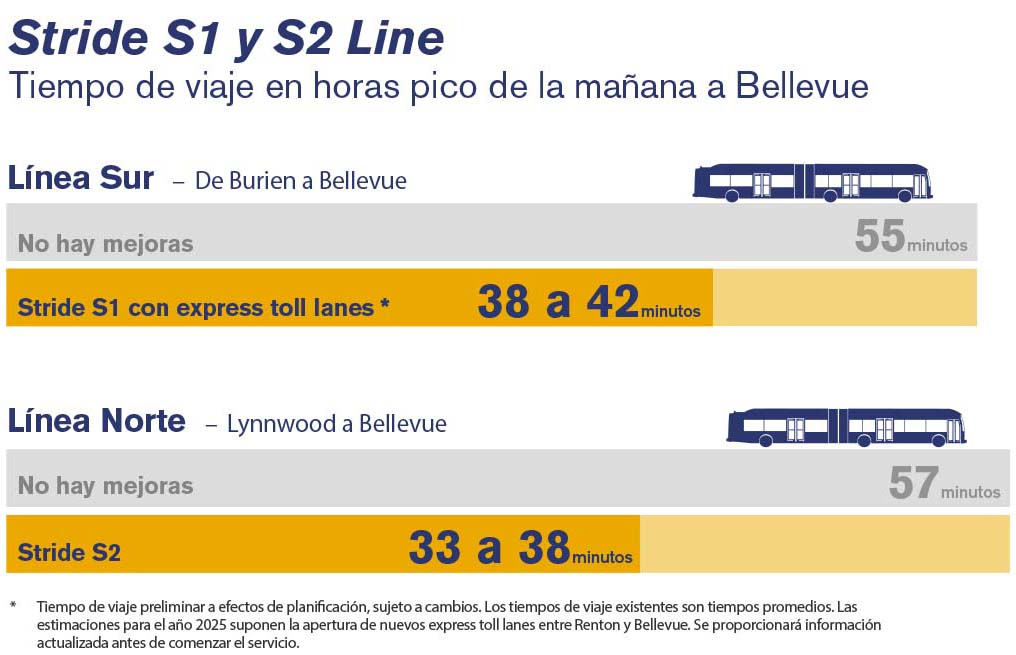 Stride S1 y S2 Line
Tiempo de viaje en horas pico de la mañana a Bellevue
Línea Sur – De Burien a Bellevue
No hay mejoras 55 minutos
Stride S1 con express toll lanes * 38 a 42 minutos
Línea Norte – Lynnwood a Bellevue
No hay mejoras 57 minutos
Stride S2 33 a 38 minutos
* Tiempo de viaje preliminar a efectos de planificación, sujeto a cambios. Los tiempos de viaje existentes son tiempos promedios. Las
estimaciones para el año 2025 suponen la apertura de nuevos express toll lanes entre Renton y Bellevue. Se proporcionará información
actualizada antes de comenzar el servicio.